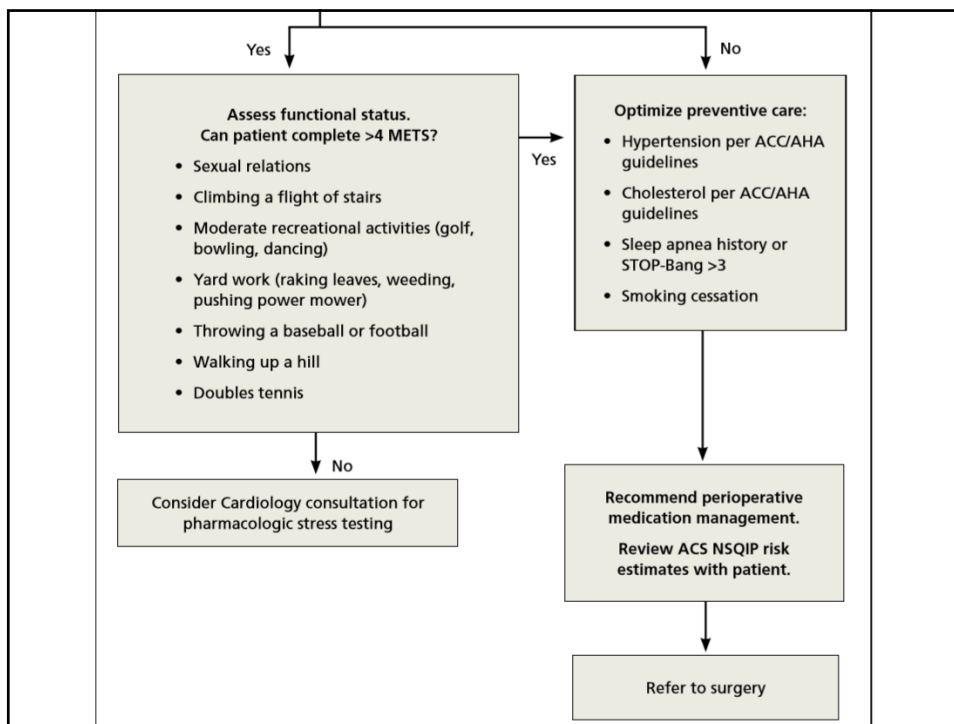 Yes
No
Assess functional status.
Can patient complete >4 METS?
• Sexual relations
• Climbing a flight of stairs
• Moderate recreational activities (golf,
bowling, dancing)
• Yard work (raking leaves, weeding,
pushing power mower)
• Throwing a baseball or football
• Walking up a hill
• Doubles tennis
Yes
Optimize preventive care:
• Hypertension per ACC/AHA
guidelines
• Cholesterol per ACC/AHA
guidelines
• Sleep apnea history or
STOP-Bang >3
• Smoking cessation
No
Consider Cardiology consultation for
pharmacologic stress testing
Recommend perioperative
medication management.
Review ACS NSQIP risk
estimates with patient.
Refer to surgery